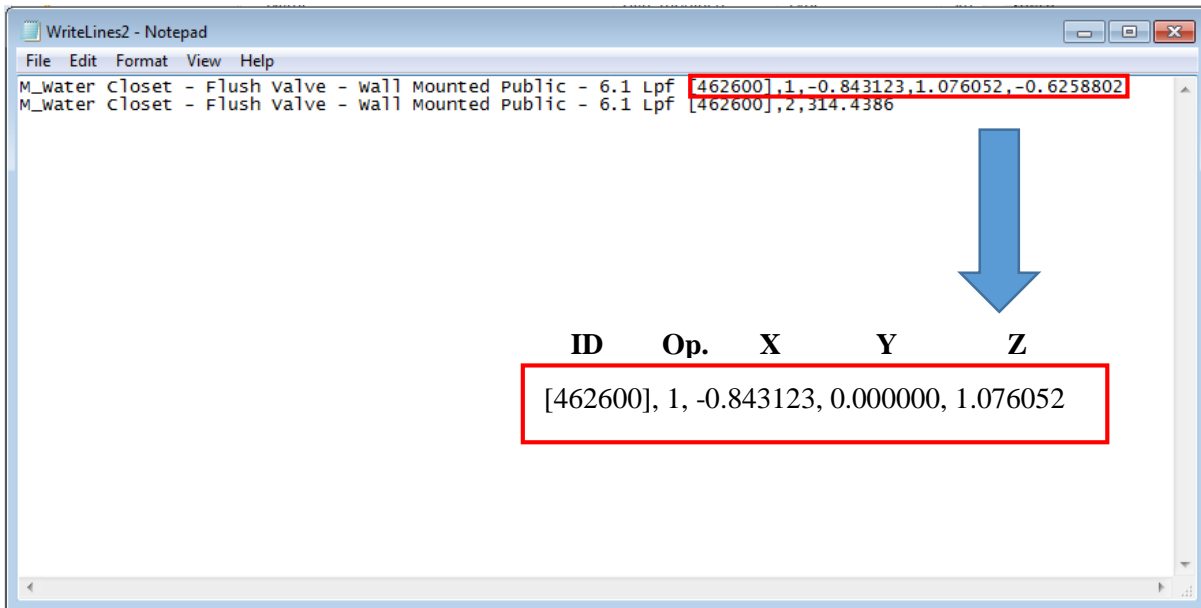 WriteLines2 - Notepad
File Edit Format View Help
M_Water Closet - Flush Valve - Wall Mounted Public - 6.1 Lpf [462600],1,-0.843123,1.076052,-0.6258802
M_Water Closet - Flush Valve - Wall Mounted Public - 6.1 Lpf [462600],2,314.4386
ID Op. X Y Z
[462600], 1, -0.843123, 0.000000, 1.076052